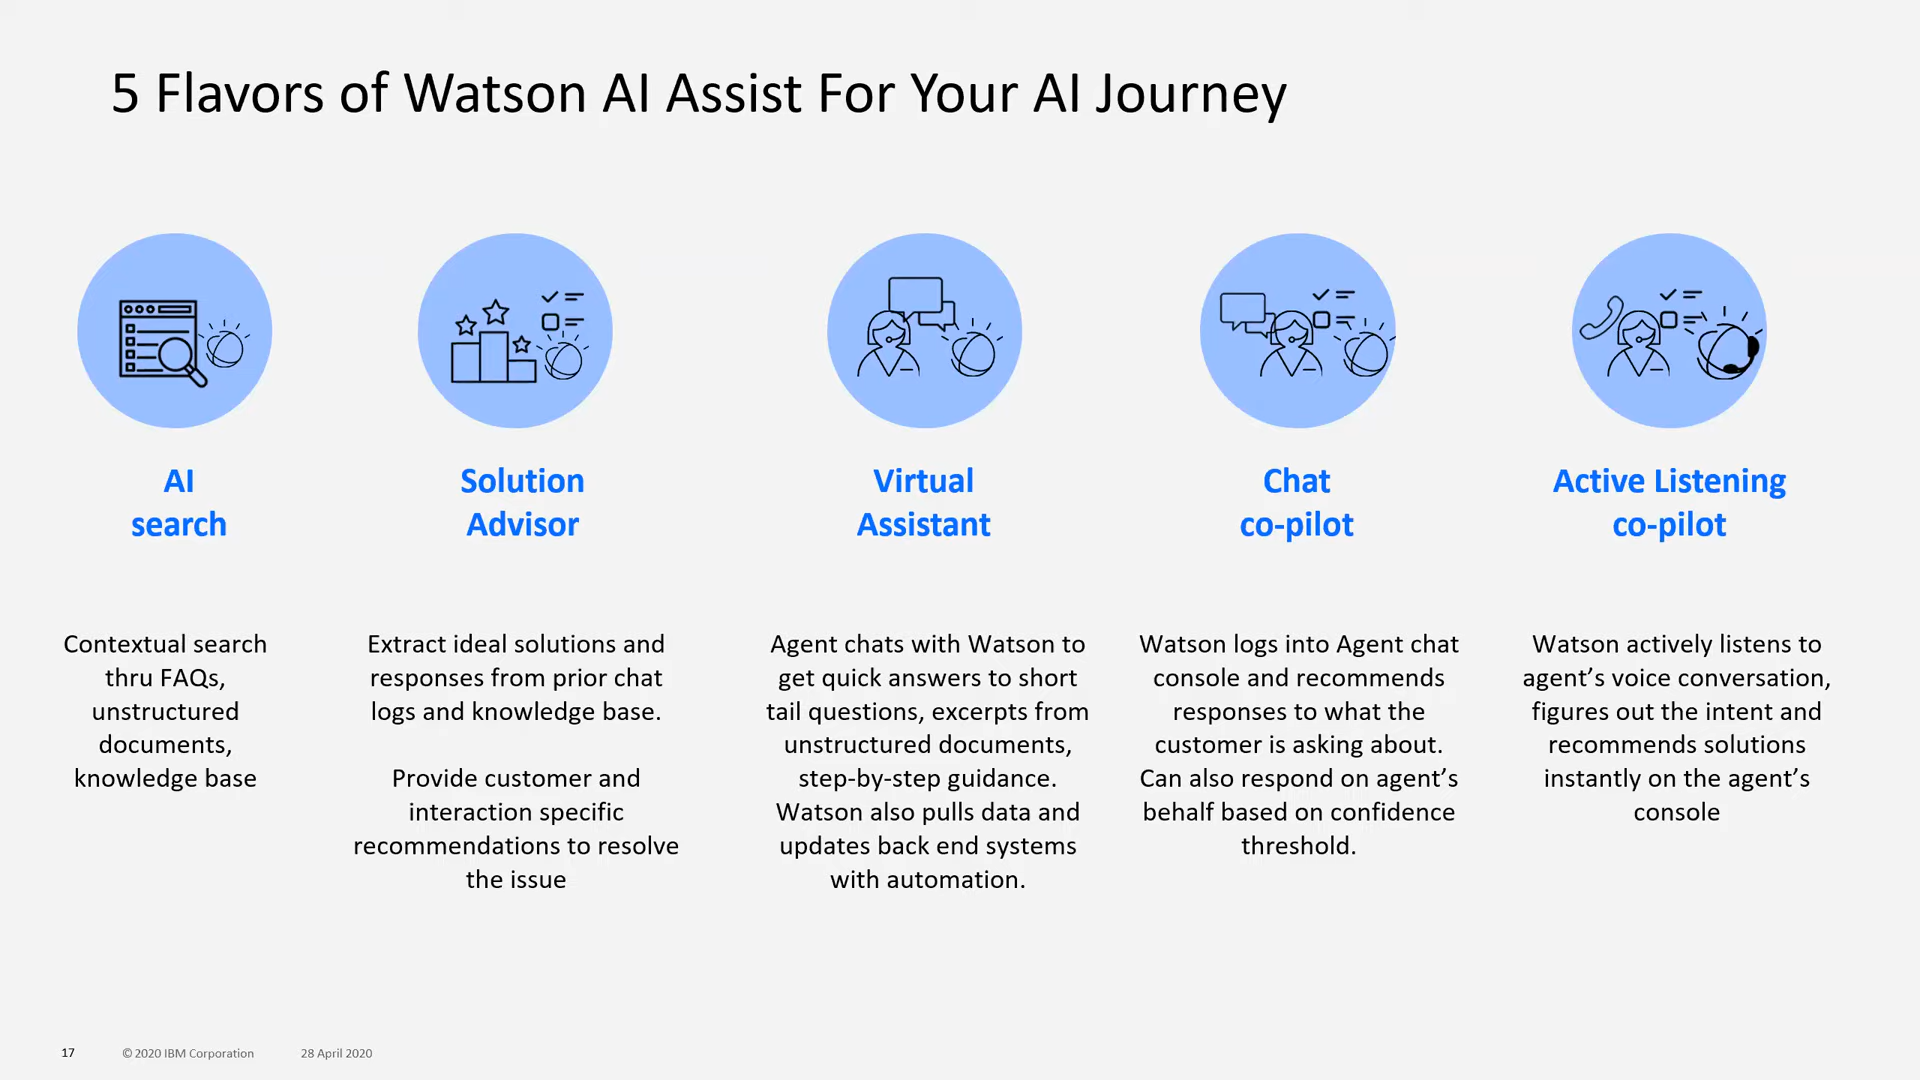 5 Flavors of Watson AI Assist For Your AI Journey
AI
search
Contextual search
thru FAQs,
unstructured
documents,
knowledge base
Solution
Advisor
Extract ideal solutions and
responses from prior chat
logs and knowledge base.
Provide customer and
interaction specific
recommendations to resolve
the issue
Virtual
Assistant
Agent chats with Watson to
get quick answers to short
tail questions, excerpts from
unstructured documents,
step-by-step guidance.
Watson also pulls data and
updates back end systems
with automation.
Chat
co-pilot
Watson logs into Agent chat
console and recommends
responses to what the
customer is asking about.
Can also respond on agent’s
behalf based on confidence
threshold.
Active Listening
co-pilot
Watson actively listens to
agent’s voice conversation,
figures out the intent and
recommends solutions
instantly on the agent’s
console
17 © 2020 IBM Corporation 28 April 2020